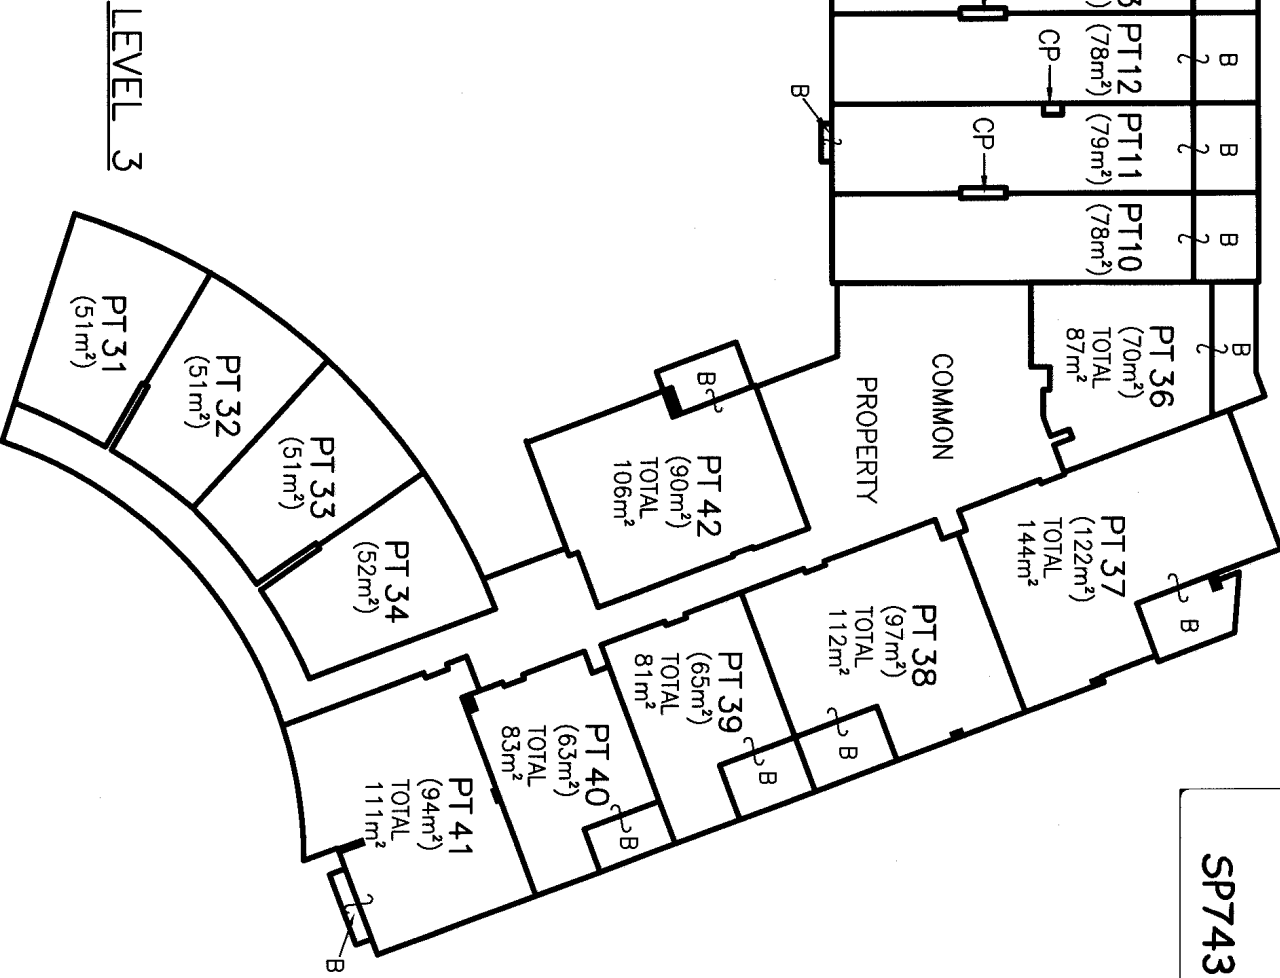 LEVEL 3
SP743
B
PT12
(78m²)
CP
B
PT11
(79m²)
CP
B
B
PT10
(78m²)
B
PT 36
(70m²)
TOTAL
87m²
COMMON
PROPERTY
B
PT 42
(90m²)
TOTAL
106m²
PT 37
(122m²)
TOTAL
144m²
B
PT 38
(97m²)
TOTAL
112m²
B
PT 39
(65m²)
TOTAL
81m²
B
PT 40
(63m²)
TOTAL
83m²
B
PT 41
(94m²)
TOTAL
111m²
B
PT 31
(51m²)
PT 32
(51m²)
PT 33
(51m²)
PT 34
(52m²)